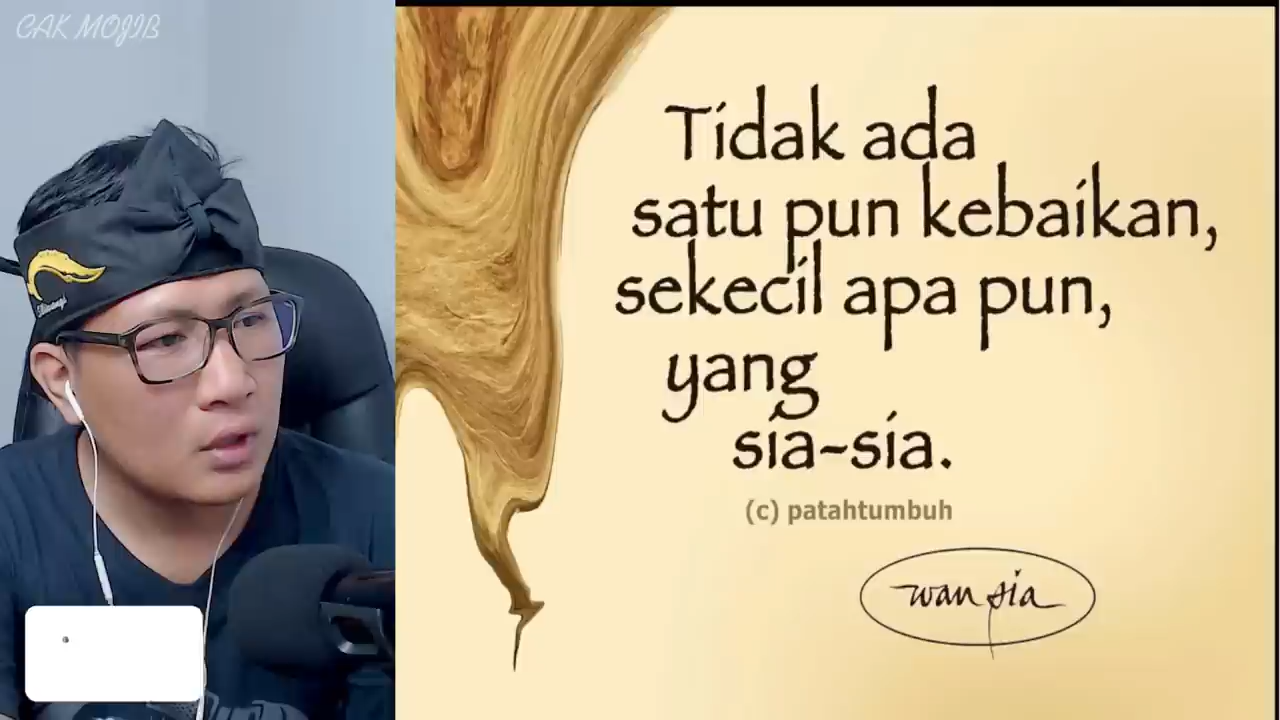 CAK MOJIB
Tidak ada
satu pun kebaikan,
sekecil apa pun,
yang
sia-sia.
(c) patahtumbuh
wan sia